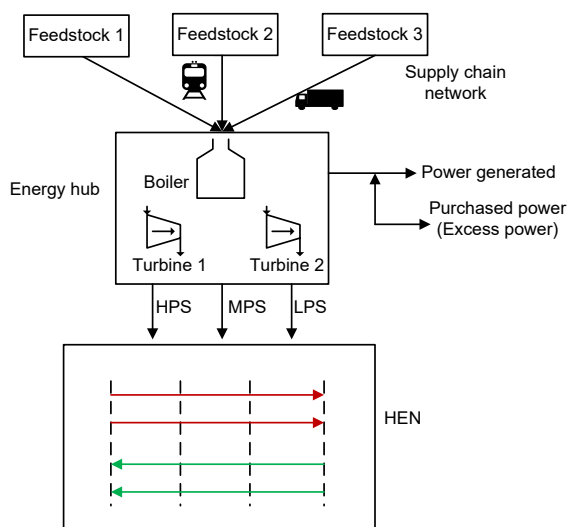 Feedstock 1
Feedstock 2
Feedstock 3
Supply chain
network
Energy hub
Boiler
Power generated
Purchased power
(Excess power)
Turbine 1
Turbine 2
HPS
MPS
LPS
HEN